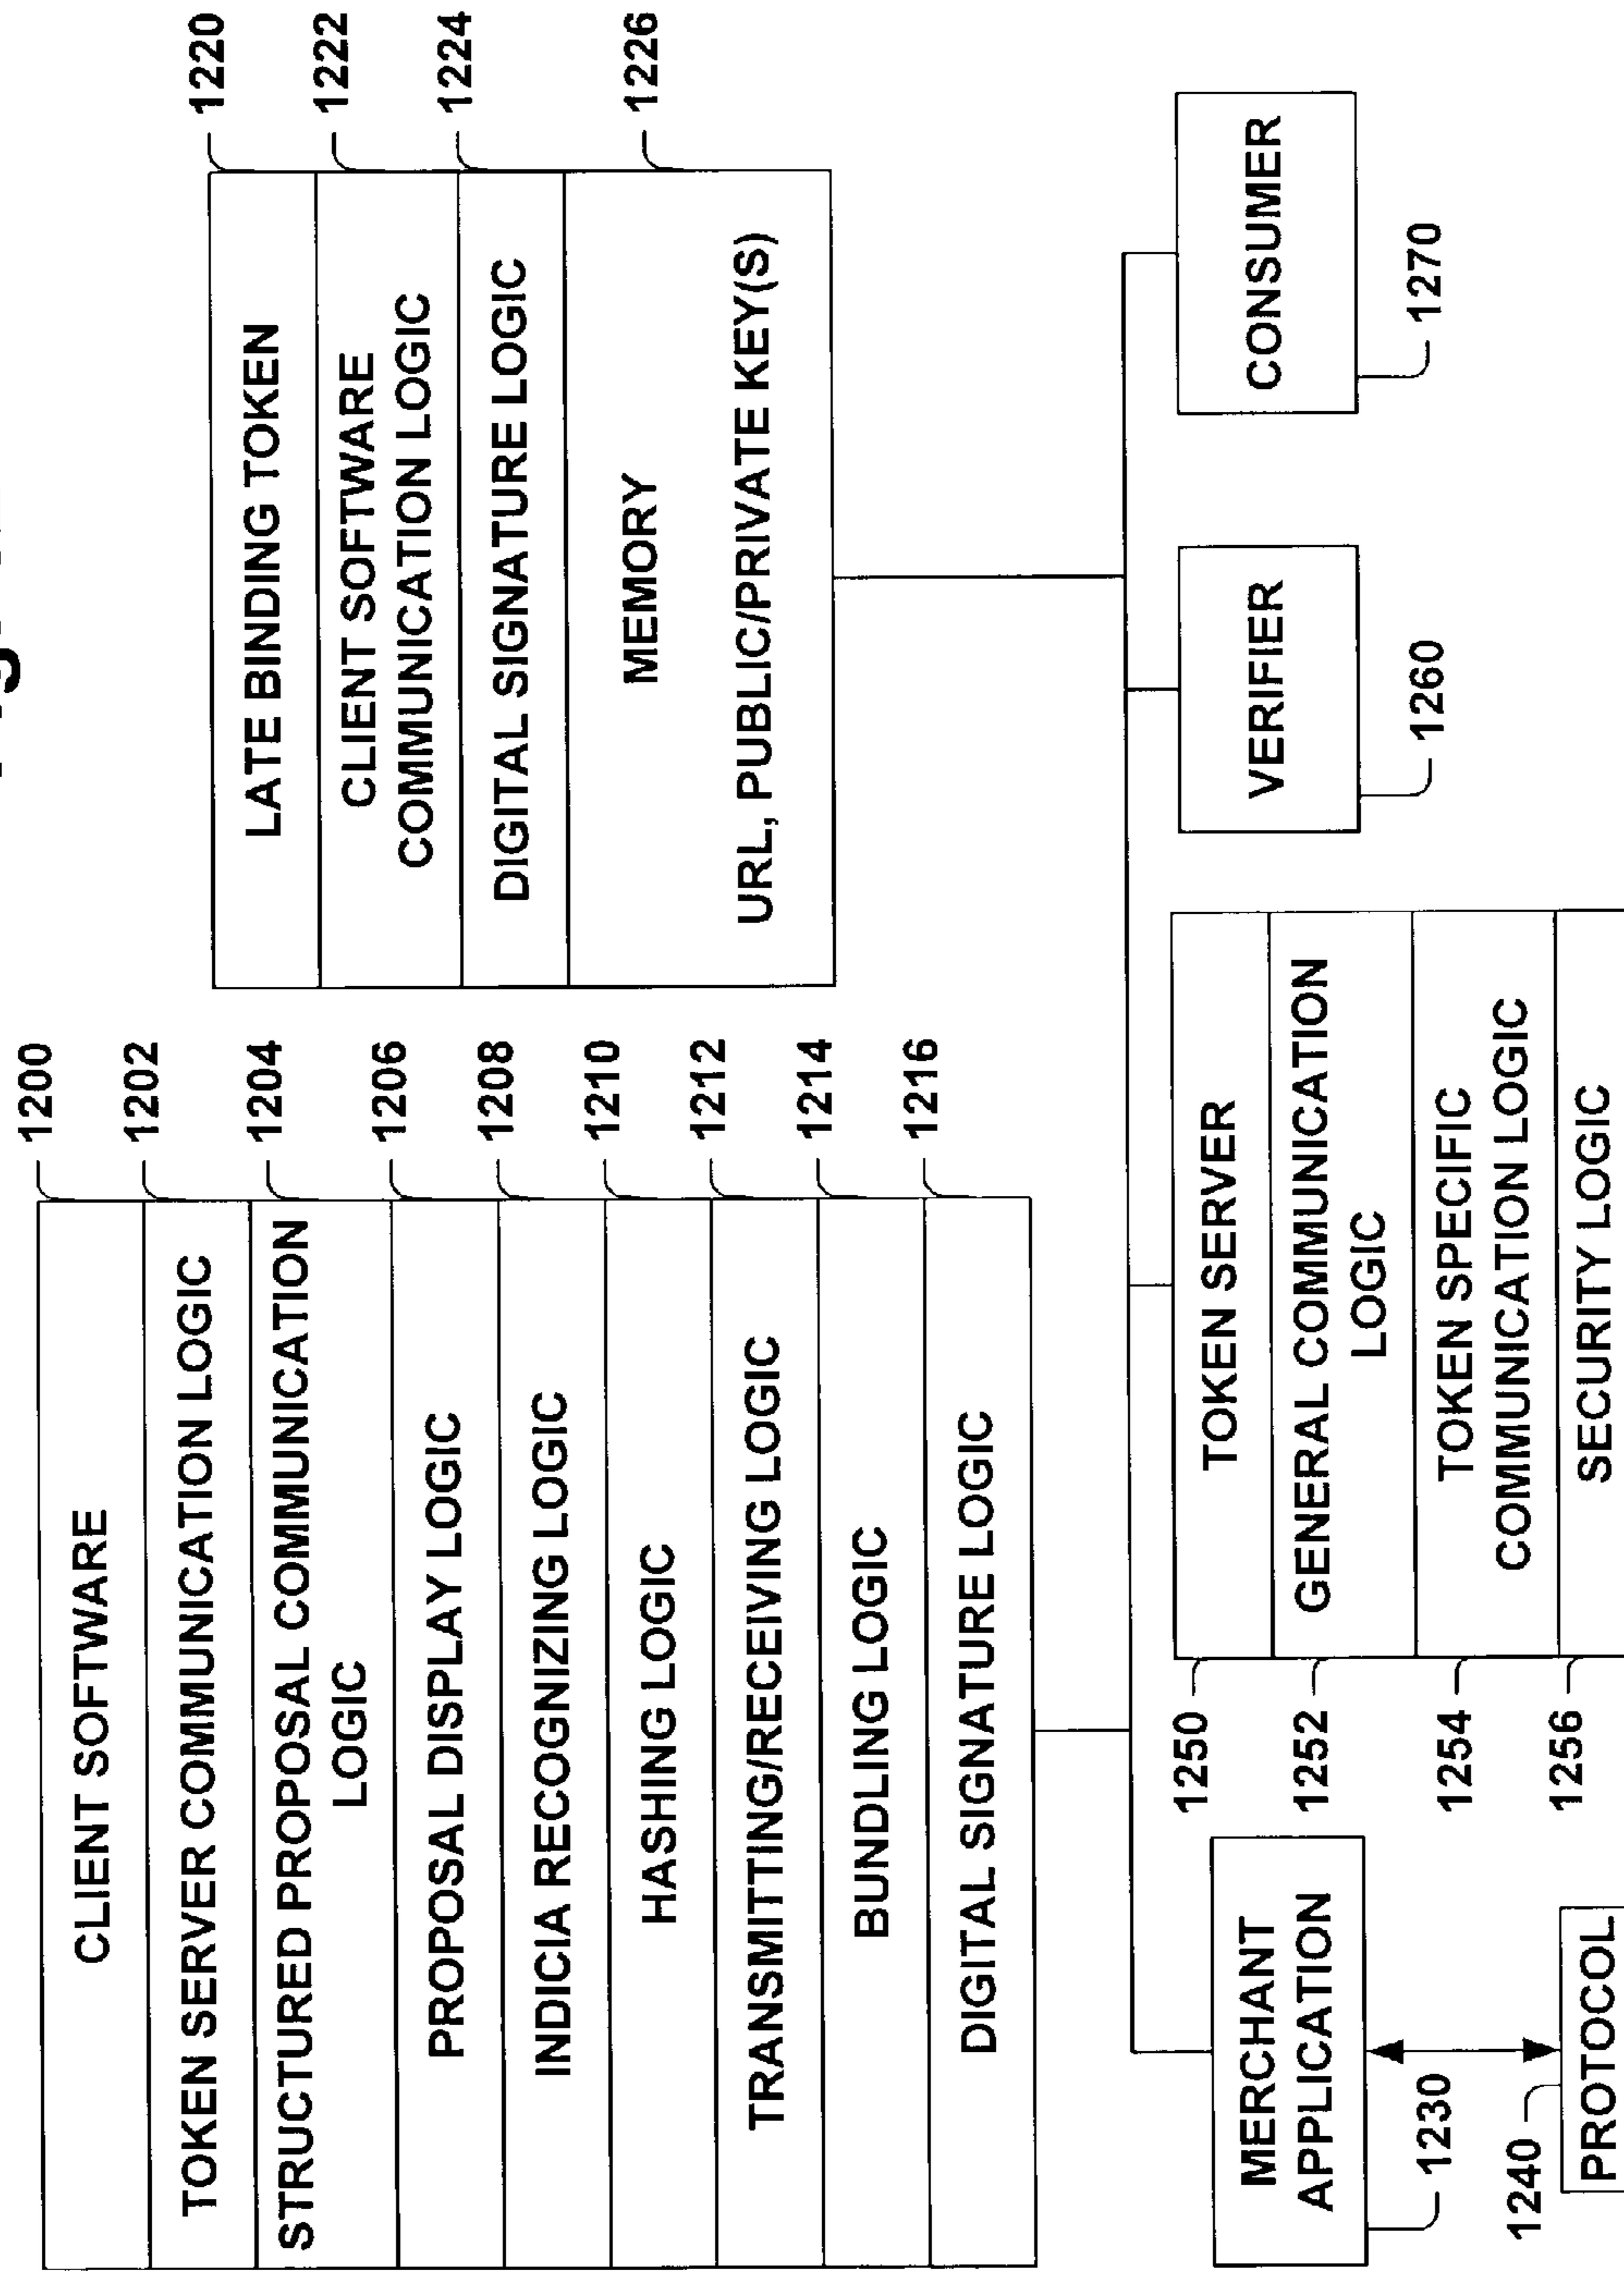 1200
CLIENT SOFTWARE
1202
TOKEN SERVER COMMUNICATION LOGIC
1204
STRUCTURED PROPOSAL COMMUNICATION
LOGIC
1206
PROPOSAL DISPLAY LOGIC
1208
INDICIA RECOGNIZING LOGIC
1210
HASHING LOGIC
1212
TRANSMITTING/RECEIVING LOGIC
1214
BUNDLING LOGIC
1216
DIGITAL SIGNATURE LOGIC
1220
LATE BINDING TOKEN
1222
CLIENT SOFTWARE
COMMUNICATION LOGIC
1224
DIGITAL SIGNATURE LOGIC
1226
MEMORY
URL, PUBLIC/PRIVATE KEY(S)
MERCHANT
APPLICATION
1230
1240
PROTOCOL
1250
TOKEN SERVER
1252
GENERAL COMMUNICATION
LOGIC
1254
TOKEN SPECIFIC
COMMUNICATION LOGIC
1256
SECURITY LOGIC
VERIFIER
1260
CONSUMER
1270